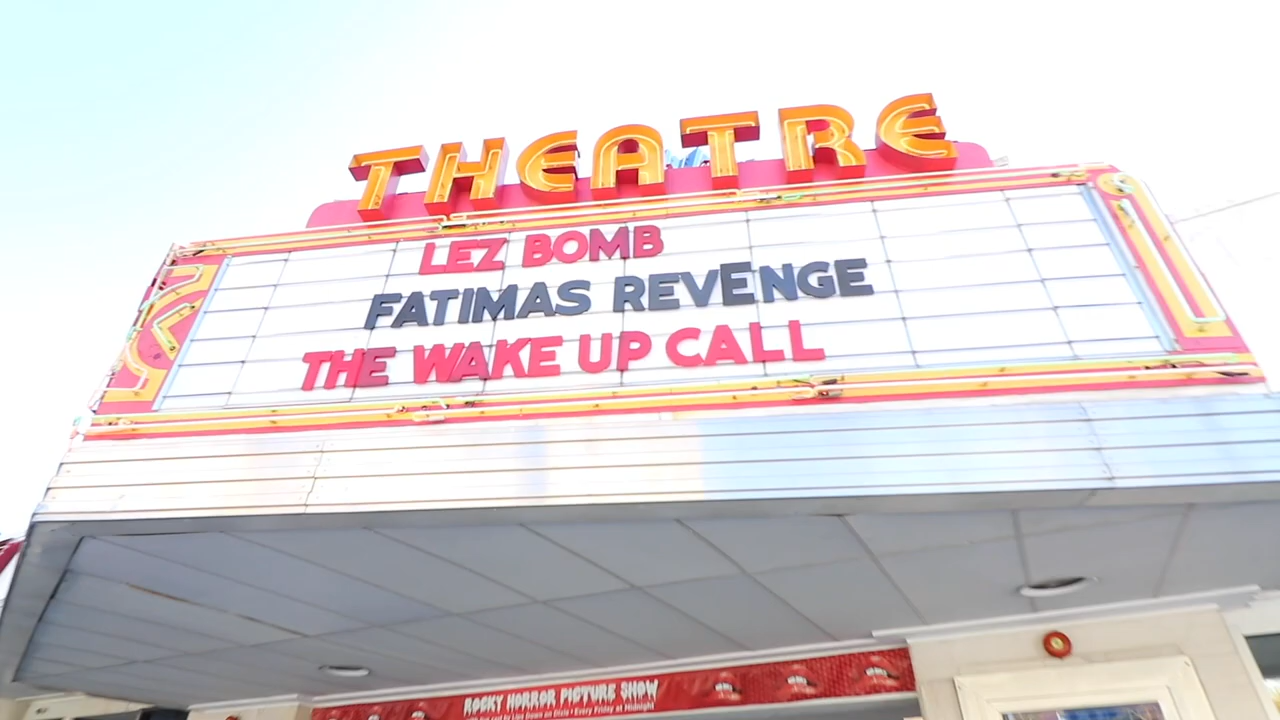 THEATRE
LEZ BOMB
FATIMAS REVENGE
THE WAKE UP CALL
ROCKY HORROR PICTURE SHOW
Every Friday at Midnight